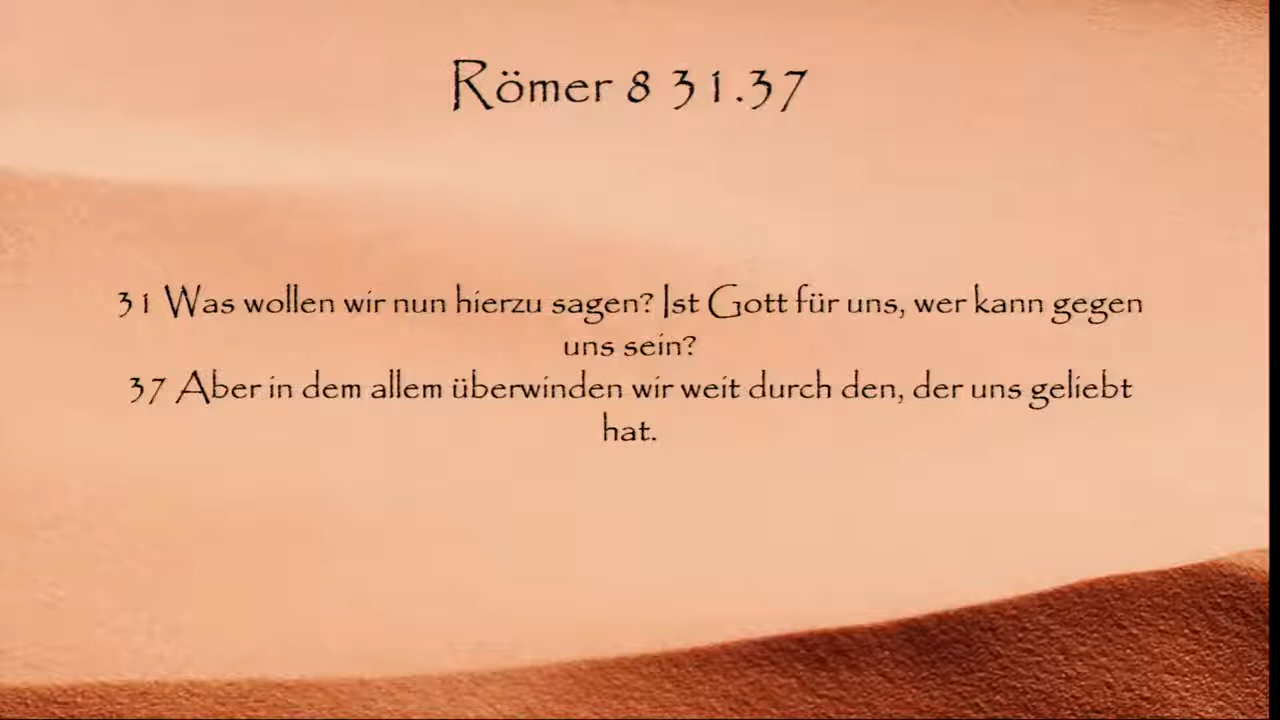 Römer 8 31.37
31 Was wollen wir nun hierzu sagen? Ist Gott für uns, wer kann gegen
uns sein?
37 Aber in dem allem überwinden wir weit durch den, der uns geliebt
hat.